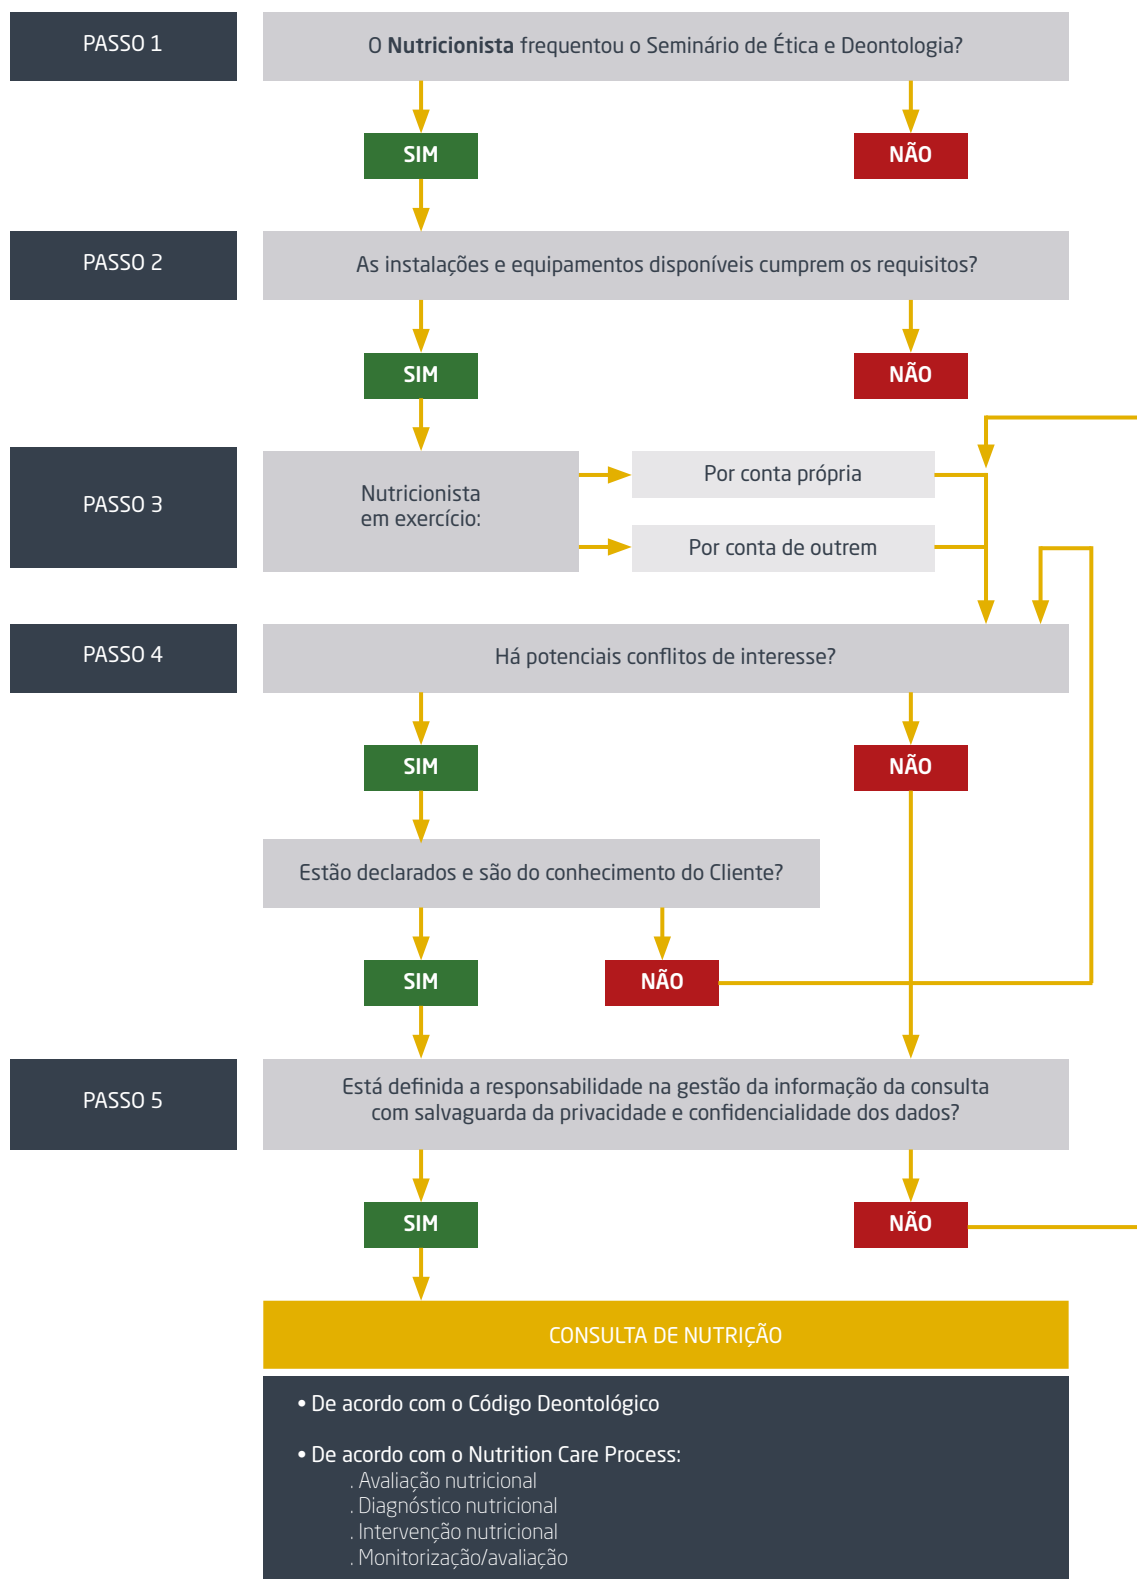 PASSO 1
O Nutricionista frequentou o Seminário de Ética e Deontologia?
SIM
NÃO
PASSO 2
As instalações e equipamentos disponíveis cumprem os requisitos?
SIM
NÃO
PASSO 3
Nutricionista
em exercício:
Por conta própria
Por conta de outrem
PASSO 4
Há potenciais conflitos de interesse?
SIM
NÃO
Estão declarados e são do conhecimento do Cliente?
SIM
NÃO
PASSO 5
Está definida a responsabilidade na gestão da informação da consulta
com salvaguarda da privacidade e confidencialidade dos dados?
SIM
NÃO
CONSULTA DE NUTRIÇÃO
• De acordo com o Código Deontológico
• De acordo com o Nutrition Care Process:
. Avaliação nutricional
. Diagnóstico nutricional
. Intervenção nutricional
. Monitorização/avaliação